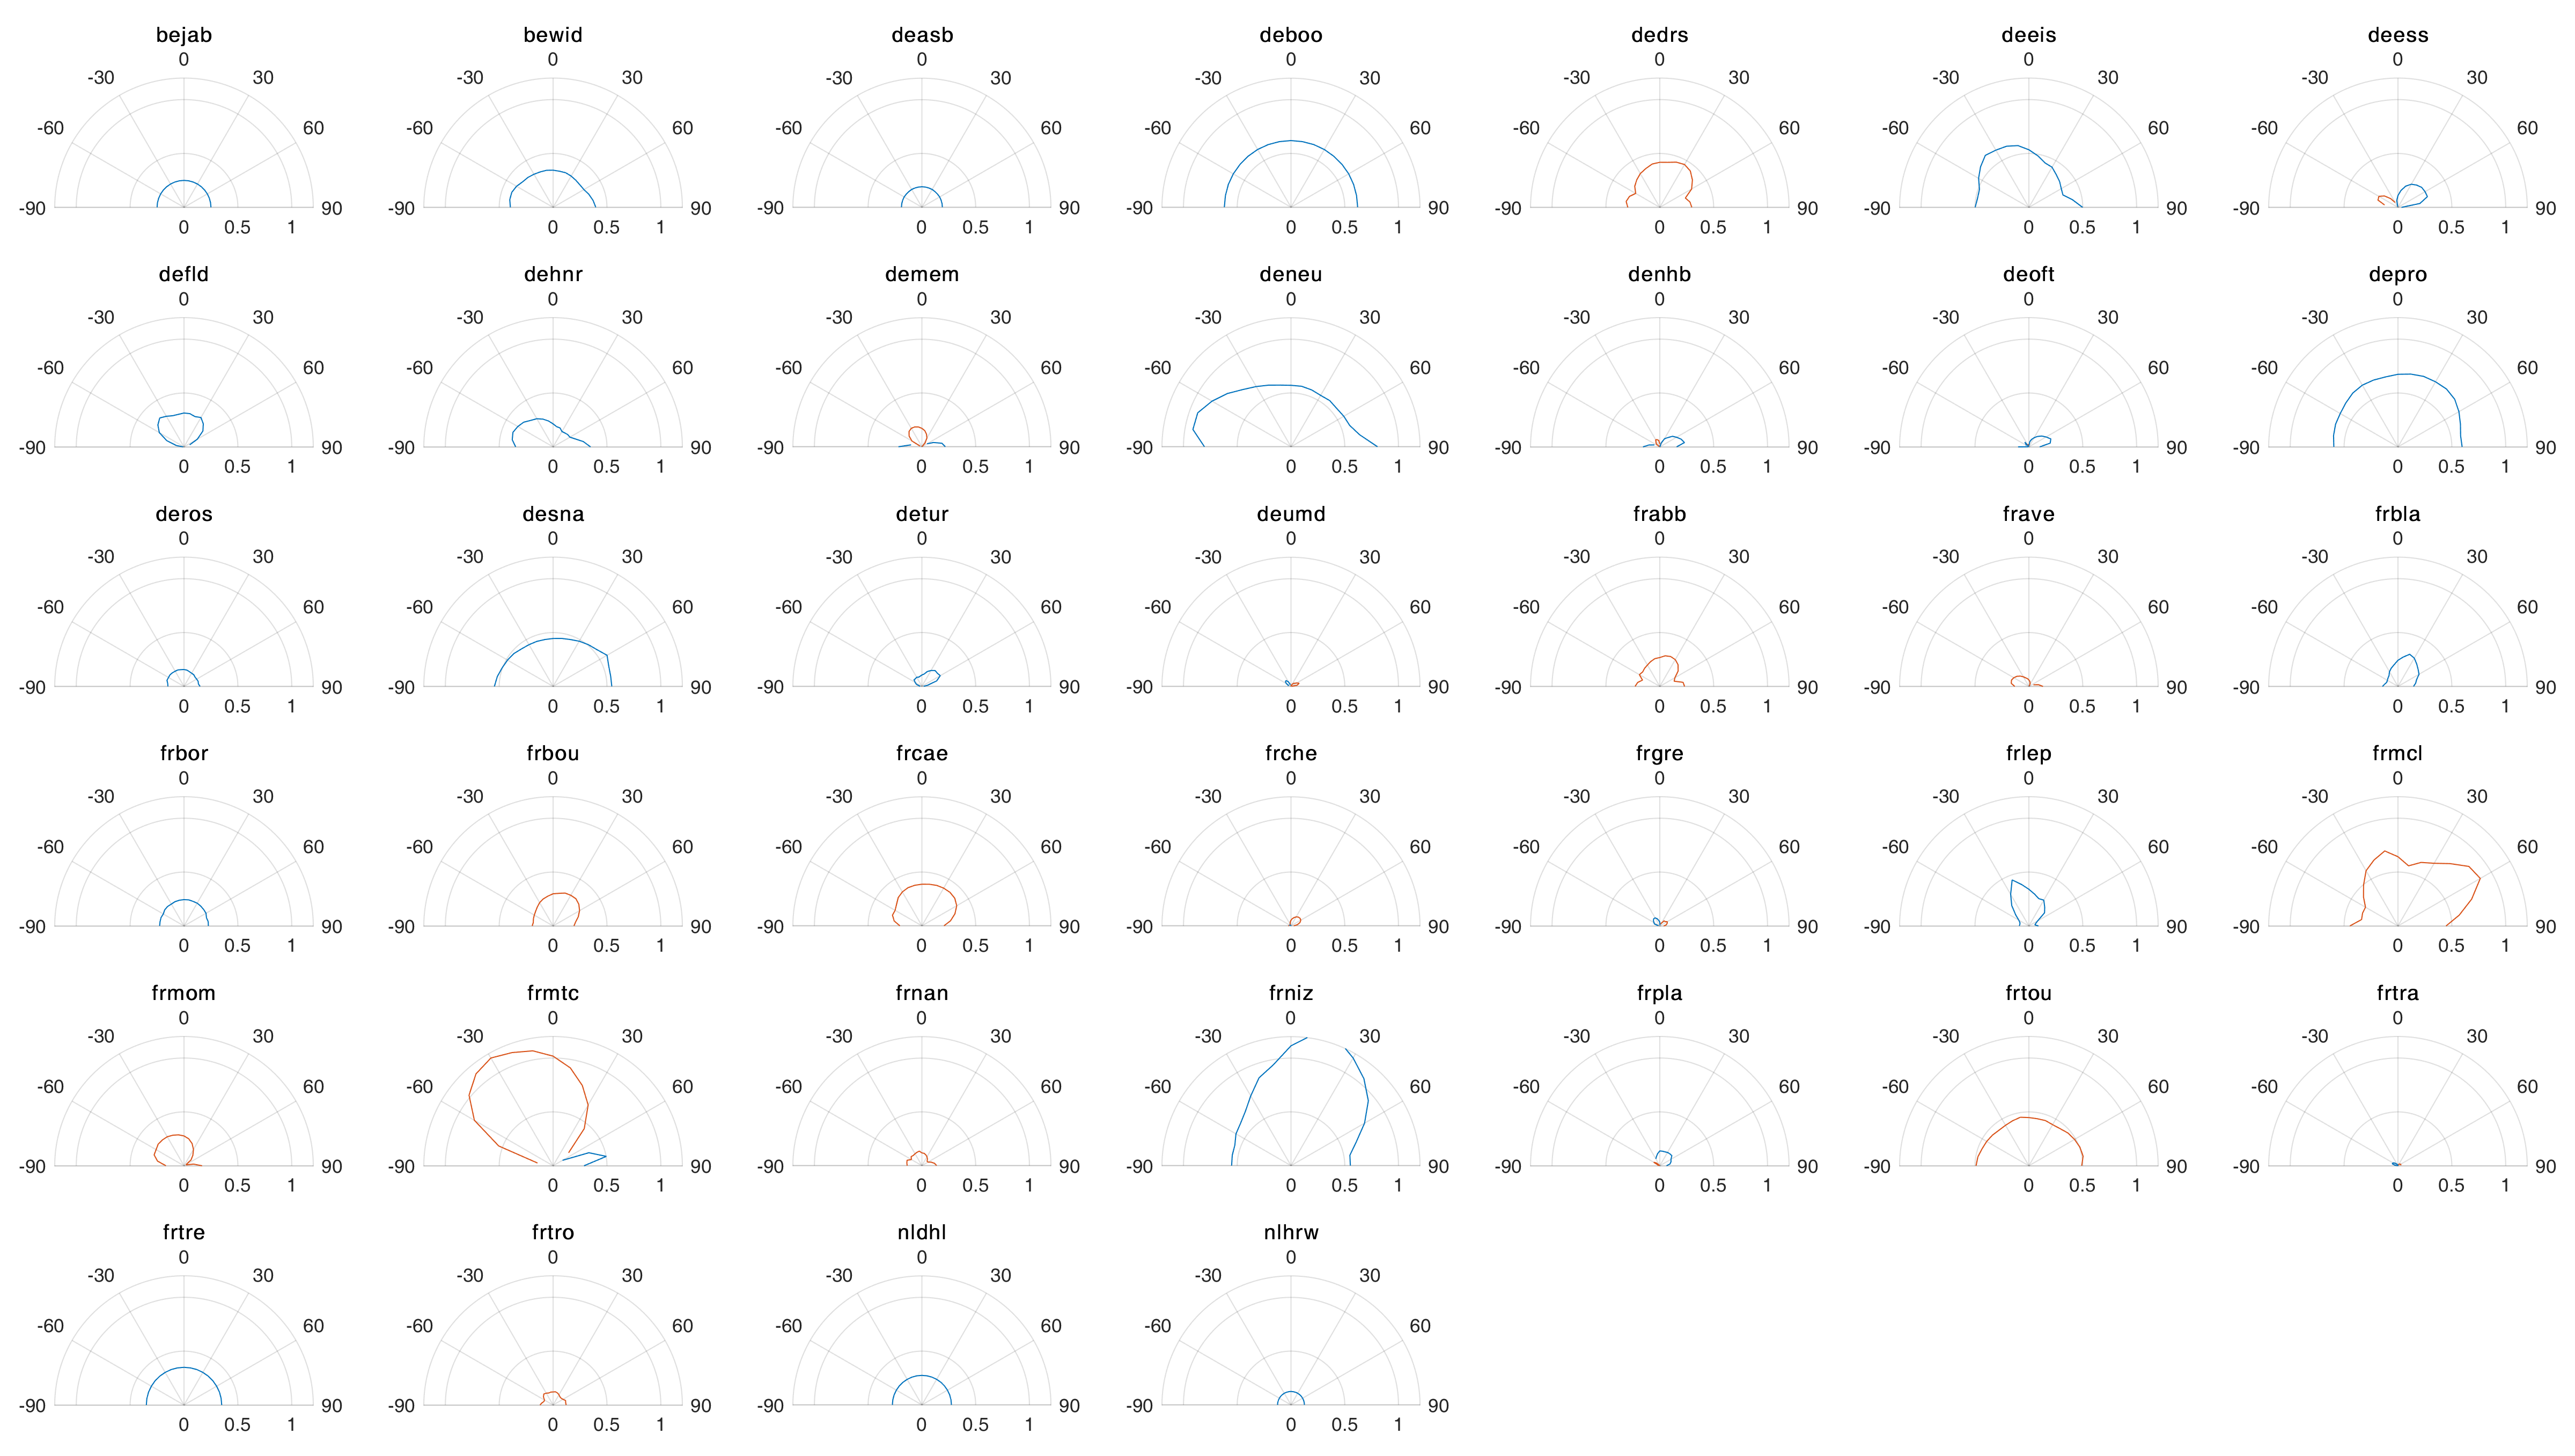 bejab bewid deasb deboo dedrs deeis deess
0 0 0 0 0 0 0
-30 30 -30 30 -30 30 -30 30 -30 30 -30 30 -30 30
-60 60 -60 60 -60 60 -60 60 -60 60 -60 60 -60 60
-90 90 -90 90 -90 90 -90 90 -90 90 -90 90 -90 90
0 0.5 1 0 0.5 1 0 0.5 1 0 0.5 1 0 0.5 1 0 0.5 1 0 0.5 1
defld dehnr demem deneu denhb deoft depro
0 0 0 0 0 0 0
-30 30 -30 30 -30 30 -30 30 -30 30 -30 30 -30 30
-60 60 -60 60 -60 60 -60 60 -60 60 -60 60 -60 60
-90 90 -90 90 -90 90 -90 90 -90 90 -90 90 -90 90
0 0.5 1 0 0.5 1 0 0.5 1 0 0.5 1 0 0.5 1 0 0.5 1 0 0.5 1
deros desna detur deumd frabb frave frbla
0 0 0 0 0 0 0
-30 30 -30 30 -30 30 -30 30 -30 30 -30 30 -30 30
-60 60 -60 60 -60 60 -60 60 -60 60 -60 60 -60 60
-90 90 -90 90 -90 90 -90 90 -90 90 -90 90 -90 90
0 0.5 1 0 0.5 1 0 0.5 1 0 0.5 1 0 0.5 1 0 0.5 1 0 0.5 1
frbor frbou frcae frche frgre frlep frmcl
0 0 0 0 0 0 0
-30 30 -30 30 -30 30 -30 30 -30 30 -30 30 -30 30
-60 60 -60 60 -60 60 -60 60 -60 60 -60 60 -60 60
-90 90 -90 90 -90 90 -90 90 -90 90 -90 90 -90 90
0 0.5 1 0 0.5 1 0 0.5 1 0 0.5 1 0 0.5 1 0 0.5 1 0 0.5 1
frmom frmtc frnan frniz frpla frtou frtra
0 0 0 0 0 0 0
-30 30 -30 30 -30 30 -30 30 -30 30 -30 30 -30 30
-60 60 -60 60 -60 60 -60 60 -60 60 -60 60 -60 60
-90 90 -90 90 -90 90 -90 90 -90 90 -90 90 -90 90
0 0.5 1 0 0.5 1 0 0.5 1 0 0.5 1 0 0.5 1 0 0.5 1 0 0.5 1
frtre frtro nldhl nlhrw
0 0 0 0
-30 30 -30 30 -30 30 -30 30
-60 60 -60 60 -60 60 -60 60
-90 90 -90 90 -90 90 -90 90
0 0.5 1 0 0.5 1 0 0.5 1 0 0.5 1